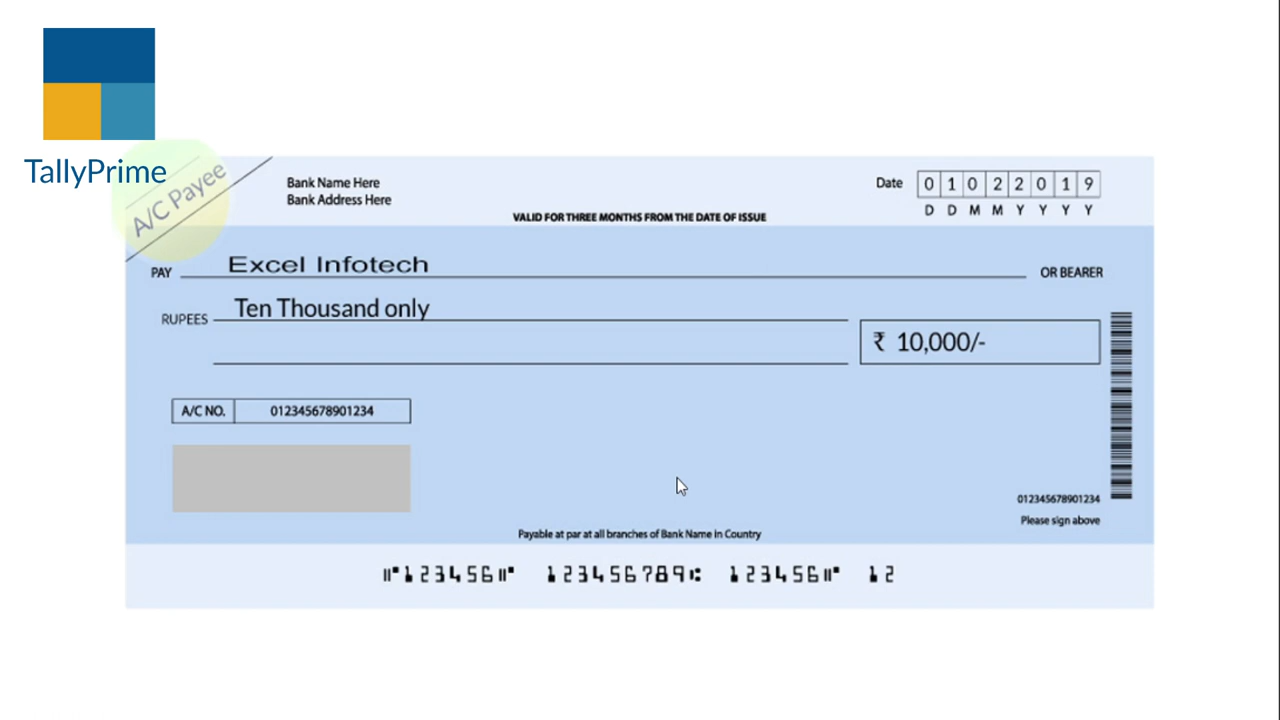 TallyPrime
A/C Payee
Bank Name Here
Bank Address Here
VALID FOR THREE MONTHS FROM THE DATE OF ISSUE
Date 0 1 0 2 2 0 1 9
D D M M Y Y Y Y
PAY Excel Infotech OR BEARER
RUPEES Ten Thousand only
₹ 10,000/-
A/C NO. 012345678901234
012345678901234
Please sign above
Payable at par at all branches of Bank Name in Country
⑈123456⑈ 123456789⑆ 123456⑈ 12